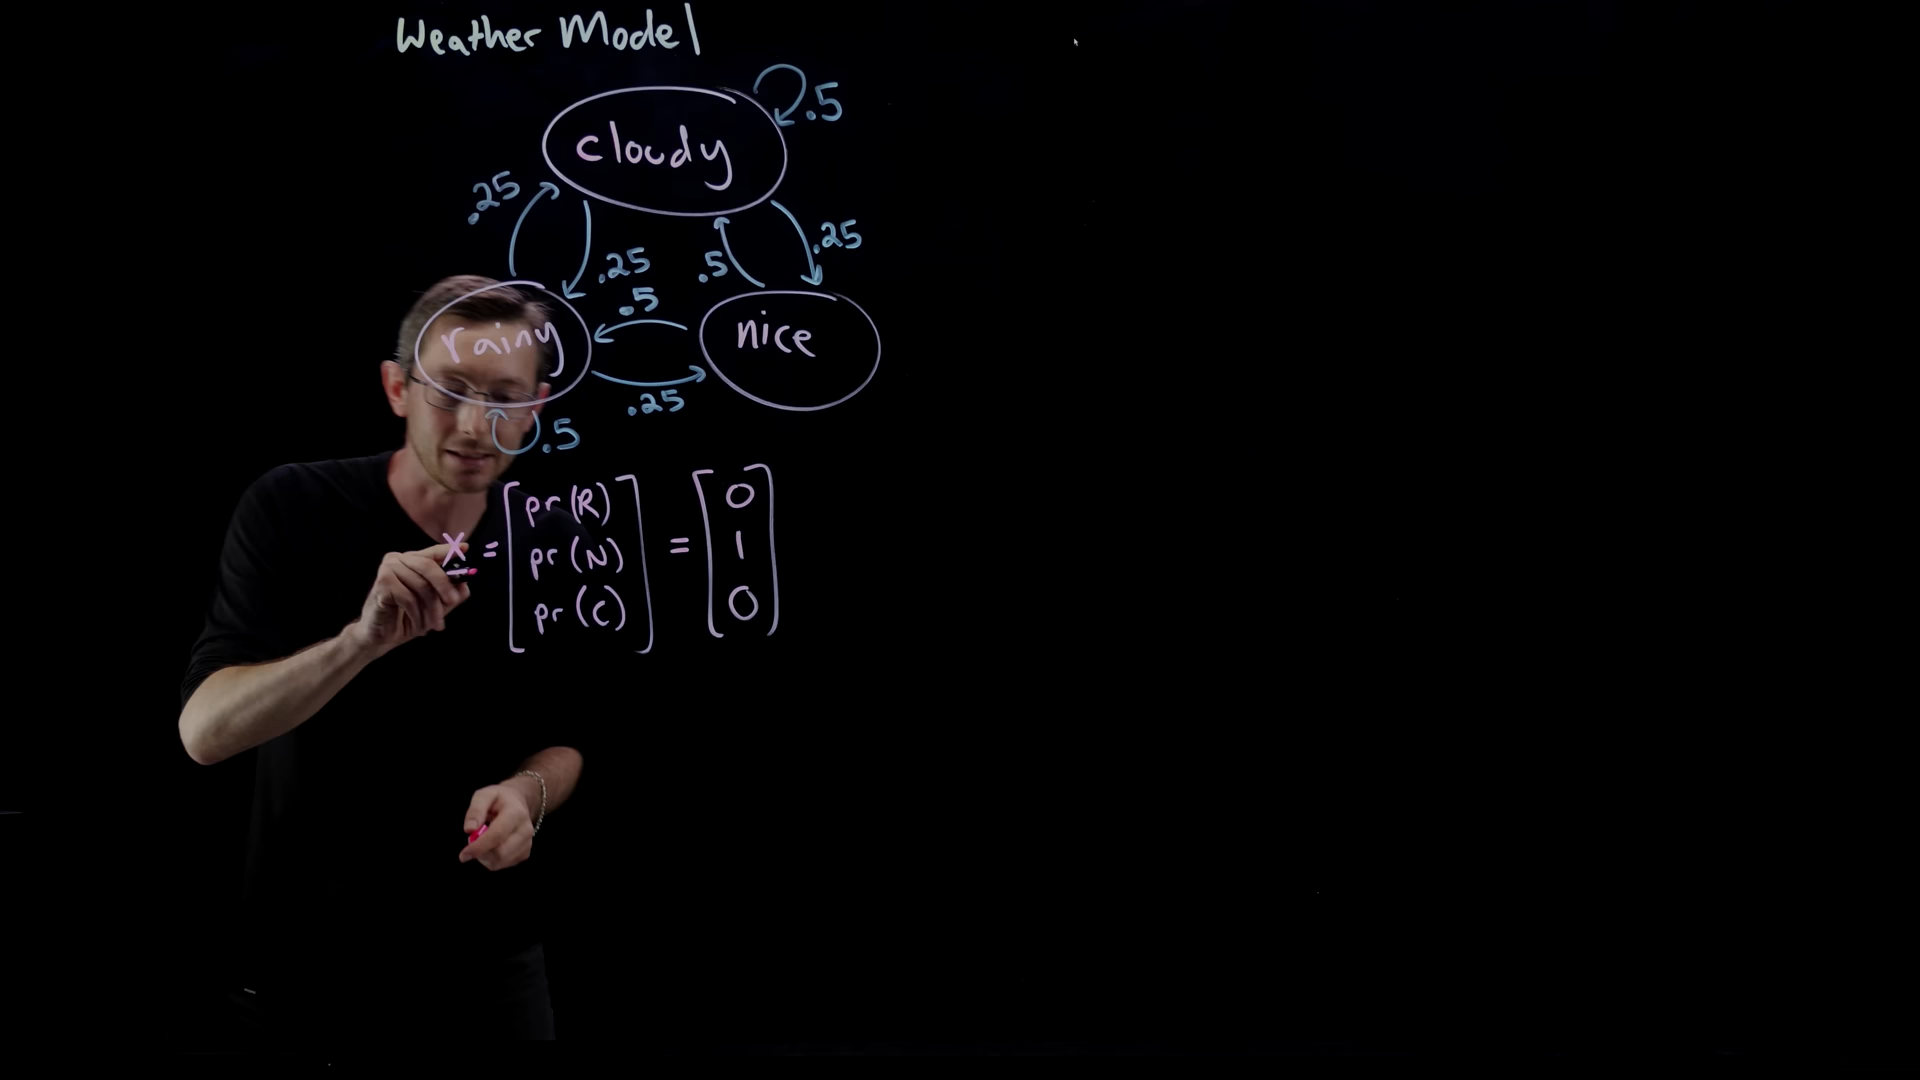 Weather Model
.5
cloudy
.25
.25
.25 .5
.5
rainy nice
.25
.5
x = [ pr (R) pr (N) pr (C) ] = [ 0 1 0 ]